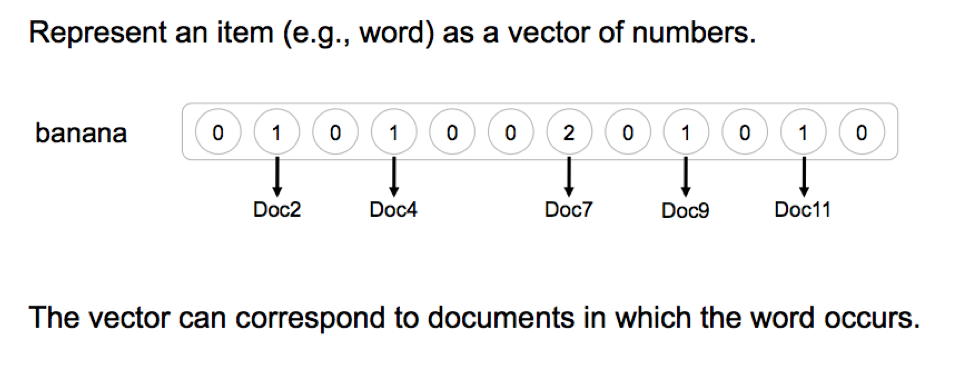 Represent an item (e.g., word) as a vector of numbers.
banana 0 1 0 1 0 0 2 0 1 0 1 0
Doc2 Doc4 Doc7 Doc9 Doc11
The vector can correspond to documents in which the word occurs.